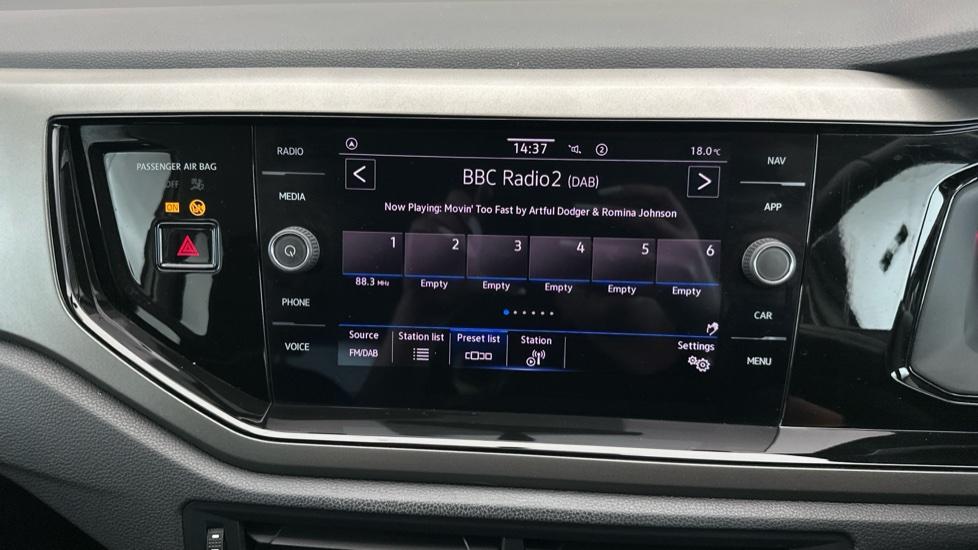 PASSENGER AIR BAG
OFF
ON
RADIO
MEDIA
PHONE
VOICE
14:37
2
18.0°C
BBC Radio2 (DAB)
Now Playing: Movin' Too Fast by Artful Dodger & Romina Johnson
1 2 3 4 5 6
88.3 MHz Empty Empty Empty Empty Empty
Source Station list Preset list Station Settings
FM/DAB
NAV
APP
CAR
MENU